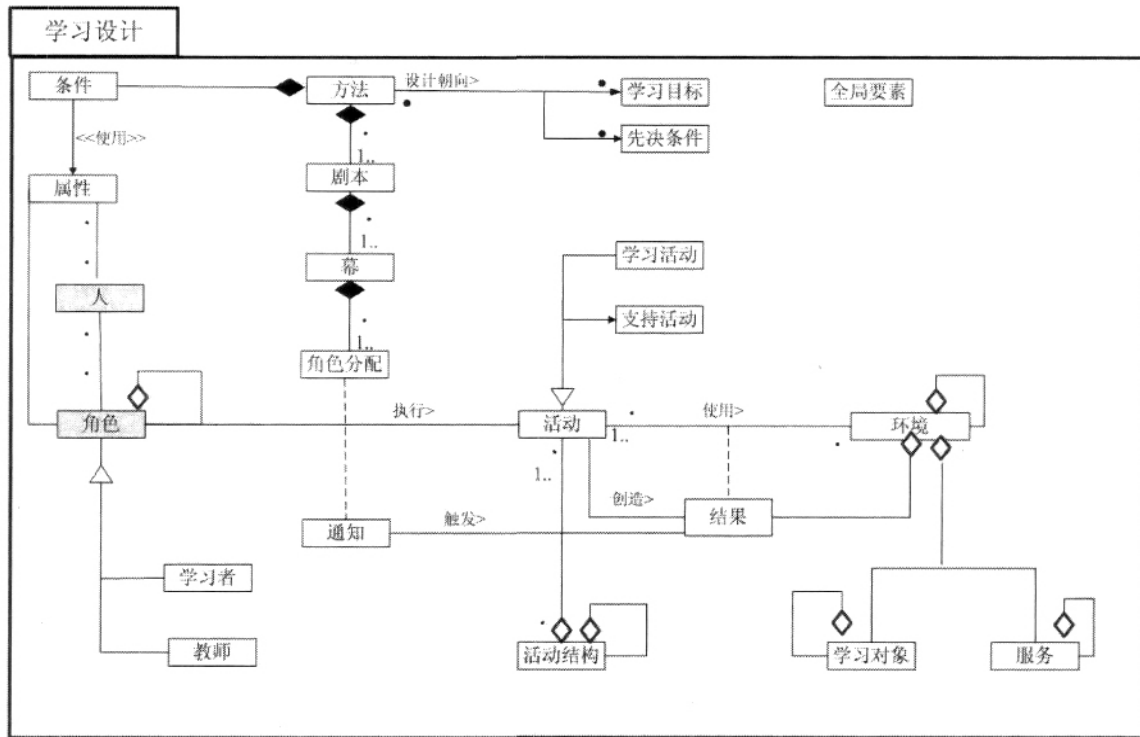 学习设计
条件
方法
设计朝向>
学习目标
全局要素
先决条件
<<使用>>
1..
属性
剧本
1..
学习活动
幕
人
支持活动
1..
角色分配
角色
执行>
活动
1..
使用>
环境
1..
创造>
结果
通知
触发>
学习者
教师
活动结构
学习对象
服务